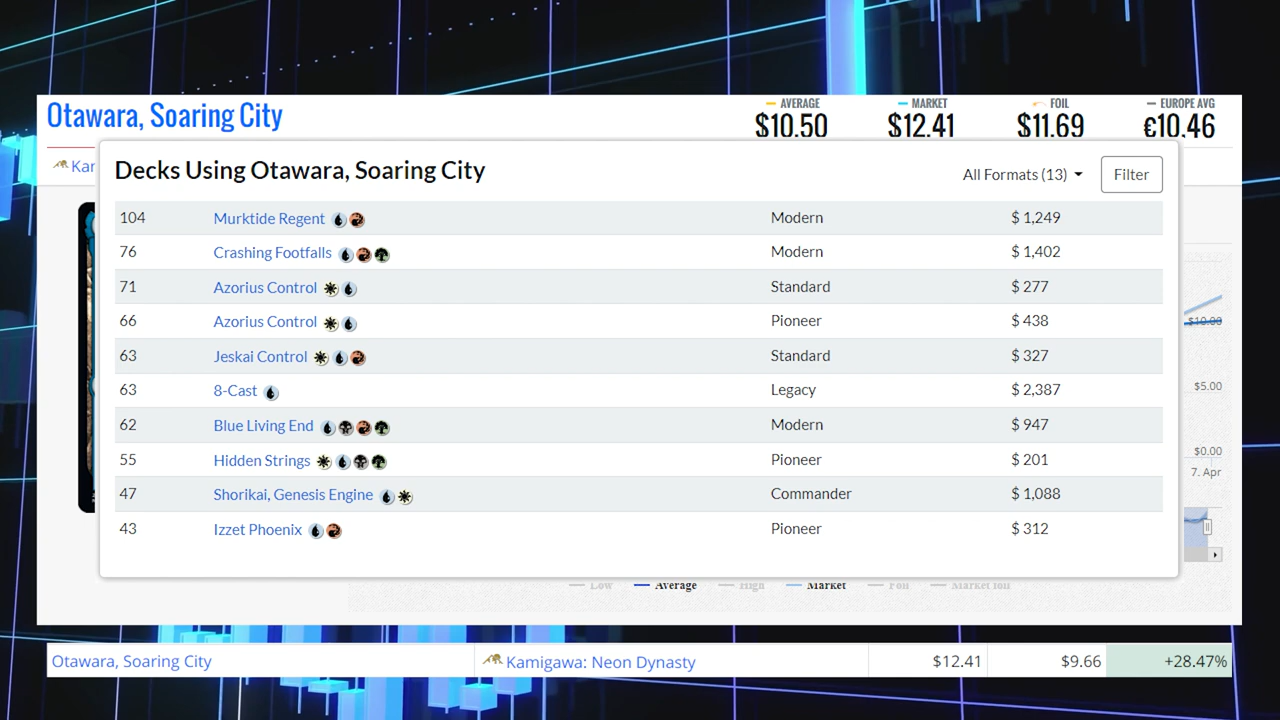 Otawara, Soaring City
AVERAGE MARKET FOIL EUROPE AVG
$10.50 $12.41 $11.69 €10.46
Kar
Decks Using Otawara, Soaring City All Formats (13) Filter
104 Murktide Regent Modern $ 1,249
76 Crashing Footfalls Modern $ 1,402
71 Azorius Control Standard $ 277
66 Azorius Control Pioneer $ 438
$10.00
63 Jeskai Control Standard $ 327
63 8-Cast Legacy $ 2,387
$5.00
62 Blue Living End Modern $ 947
55 Hidden Strings Pioneer $ 201
$0.00
7. Apr
47 Shorikai, Genesis Engine Commander $ 1,088
43 Izzet Phoenix Pioneer $ 312
Low Average High Market Foil Market foil
Otawara, Soaring City Kamigawa: Neon Dynasty $12.41 $9.66 +28.47%